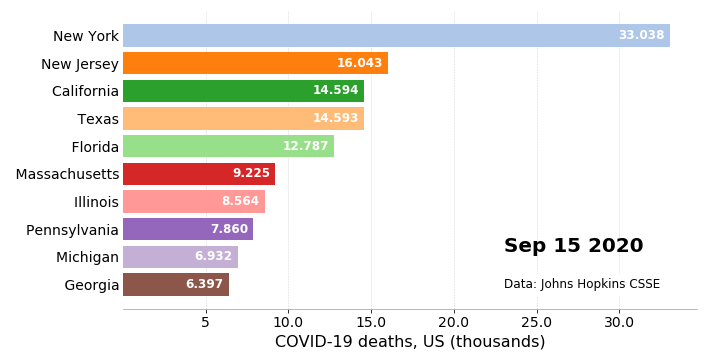 New York 33.038
New Jersey 16.043
California 14.594
Texas 14.593
Florida 12.787
Massachusetts 9.225
Illinois 8.564
Pennsylvania 7.860
Michigan 6.932
Georgia 6.397
Sep 15 2020
Data: Johns Hopkins CSSE
5 10.0 15.0 20.0 25.0 30.0
COVID-19 deaths, US (thousands)